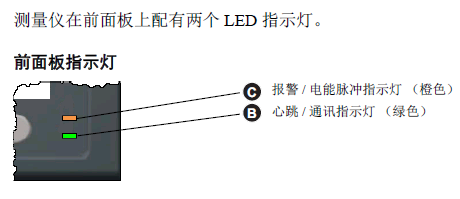 测量仪在前面板上配有两个 LED 指示灯。
前面板指示灯
C 报警 / 电能脉冲指示灯 （橙色）
B 心跳 / 通讯指示灯 （绿色）